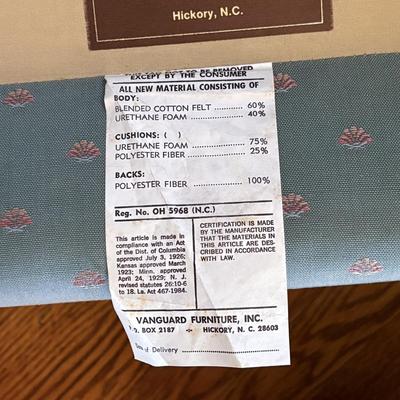 Hickory, N.C.
REMOVED
EXCEPT BY THE CONSUMER
ALL NEW MATERIAL CONSISTING OF
BODY:
BLENDED COTTON FELT ............ 60%
URETHANE FOAM .................. 40%
CUSHIONS: ( )
URETHANE FOAM .................. 75%
POLYESTER FIBER ................ 25%
BACKS:
POLYESTER FIBER ................ 100%
Reg. No. OH 5968 (N.C.)
This article is made in
compliance with an Act
of the Dist. of Columbia
approved July 3, 1926;
Kansas approved March
1923; Minn. approved
April 24, 1929; N. J.
revised statutes 26:10-6
to 18. La. Act 467-1984.
CERTIFICATION IS MADE
BY THE MANUFACTURER
THAT THE MATERIALS IN
THIS ARTICLE ARE DES-
CRIBED IN ACCORDANCE
WITH LAW.
VANGUARD FURNITURE, INC.
BOX 2187 - HICKORY, N. C. 28603
of Delivery